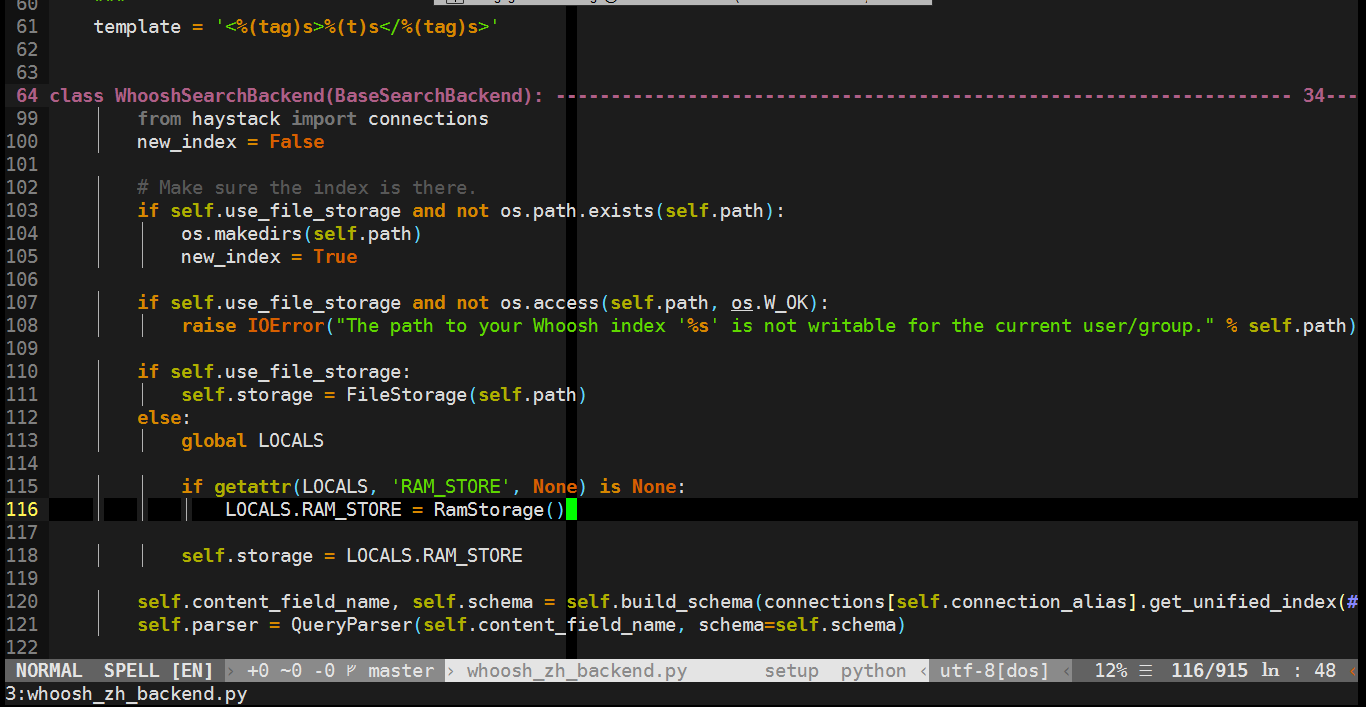 60    """
61    template = '<%(tag)s>%(t)s</%(tag)s>'
62
63
64 class WhooshSearchBackend(BaseSearchBackend): ------------------------------------------------------------------- 34---
99        from haystack import connections
100        new_index = False
101
102        # Make sure the index is there.
103        if self.use_file_storage and not os.path.exists(self.path):
104            os.makedirs(self.path)
105            new_index = True
106
107        if self.use_file_storage and not os.access(self.path, os.W_OK):
108            raise IOError("The path to your Whoosh index '%s' is not writable for the current user/group." % self.path)
109
110        if self.use_file_storage:
111            self.storage = FileStorage(self.path)
112        else:
113            global LOCALS
114
115            if getattr(LOCALS, 'RAM_STORE', None) is None:
116                LOCALS.RAM_STORE = RamStorage()
117
118            self.storage = LOCALS.RAM_STORE
119
120        self.content_field_name, self.schema = self.build_schema(connections[self.connection_alias].get_unified_index(#
121        self.parser = QueryParser(self.content_field_name, schema=self.schema)
122
NORMAL  SPELL [EN] › +0 ~0 -0 master › whoosh_zh_backend.py       setup  python ‹ utf-8[dos] ‹  12% ☰  116/915 ln : 48 ‹
3:whoosh_zh_backend.py